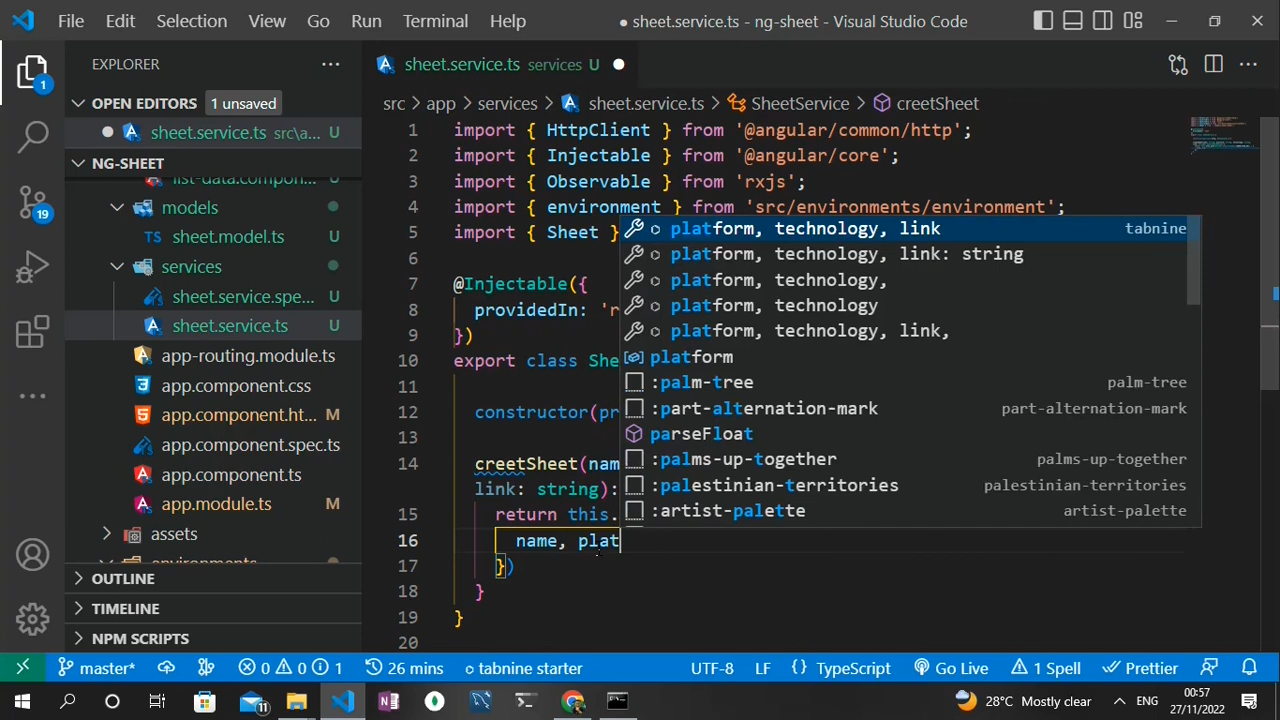 File Edit Selection View Go Run Terminal Help
● sheet.service.ts - ng-sheet - Visual Studio Code
EXPLORER
OPEN EDITORS 1 unsaved
sheet.service.ts src\a... U
NG-SHEET
list-data.compon... U
models
sheet.model.ts U
services
sheet.service.spe... U
sheet.service.ts U
app-routing.module.ts
app.component.css
app.component.ht... M
app.component.spec.ts
app.component.ts
app.module.ts M
assets
environments
OUTLINE
TIMELINE
NPM SCRIPTS
1
19
sheet.service.ts services U ●
src > app > services > sheet.service.ts > SheetService > creetSheet
1 import { HttpClient } from '@angular/common/http';
2 import { Injectable } from '@angular/core';
3 import { Observable } from 'rxjs';
4 import { environment } from 'src/environments/environment';
5 import { Sheet }
6
7 @Injectable({
8 providedIn: 'r
9 })
10 export class She
11
12 constructor(pr
13
14 creetSheet(nam
link: string):
15 return this.
16 name, plat
17 })
18 }
19 }
20
platform, technology, link tabnine
platform, technology, link: string
platform, technology,
platform, technology
platform, technology, link,
platform
:palm-tree palm-tree
:part-alternation-mark part-alternation-mark
parseFloat
:palms-up-together palms-up-together
:palestinian-territories palestinian-territories
:artist-palette artist-palette
master* 0 0 1 26 mins tabnine starter UTF-8 LF {} TypeScript Go Live 1 Spell Prettier
11 28°C Mostly clear ENG 00:57
27/11/2022